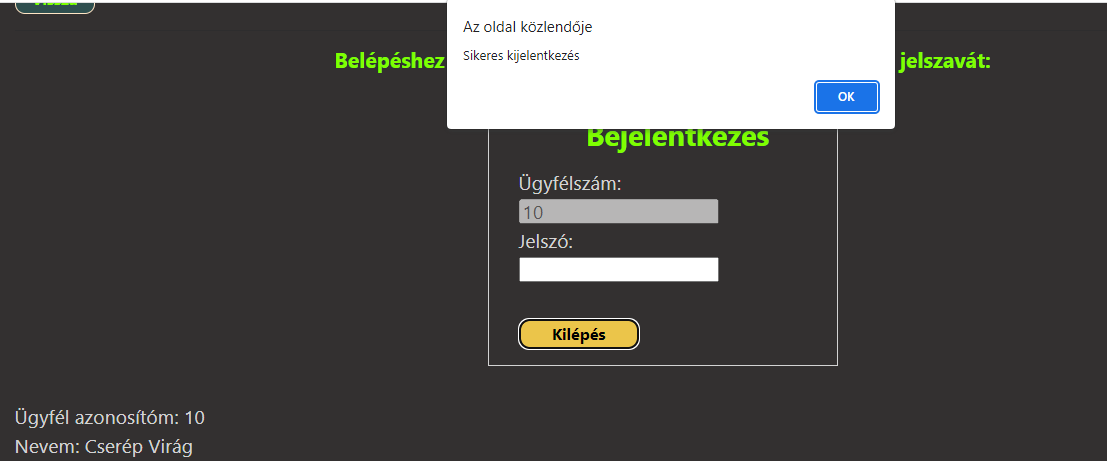 Az oldal közlendője
Sikeres kijelentkezés
OK
Belépéshez jelszavát:
Bejelentkezés
Ügyfélszám:
10
Jelszó:
Kilépés
Ügyfél azonosítóm: 10
Nevem: Cserép Virág